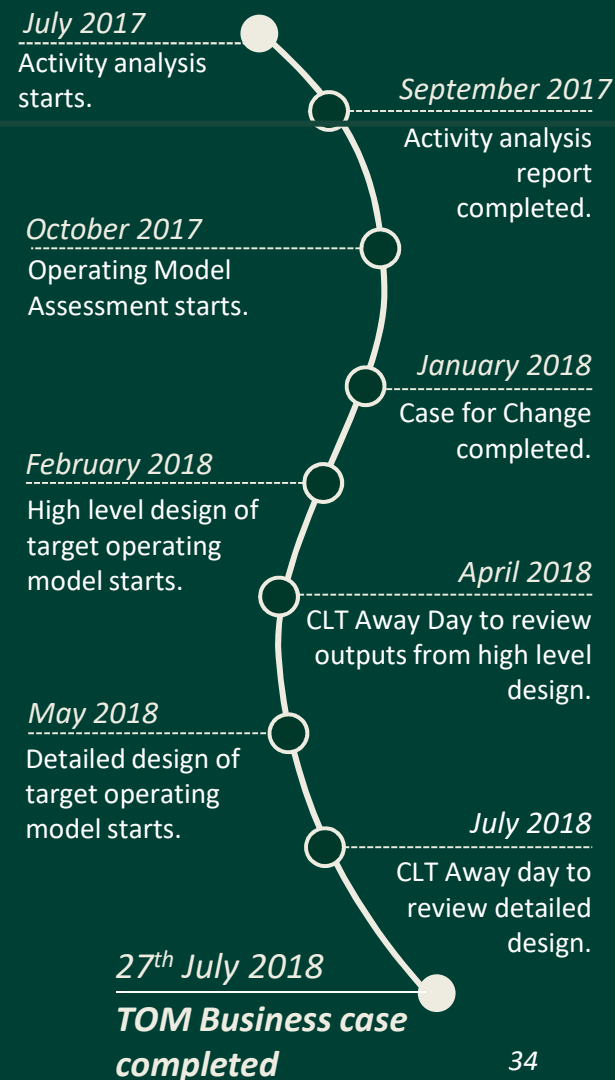 July 2017
Activity analysis
starts.
September 2017
Activity analysis
report
completed.
October 2017
Operating Model
Assessment starts.
January 2018
Case for Change
completed.
February 2018
High level design of
target operating
model starts.
April 2018
CLT Away Day to review
outputs from high level
design.
May 2018
Detailed design of
target operating
model starts.
July 2018
CLT Away day to
review detailed
design.
27th July 2018
TOM Business case
completed
34